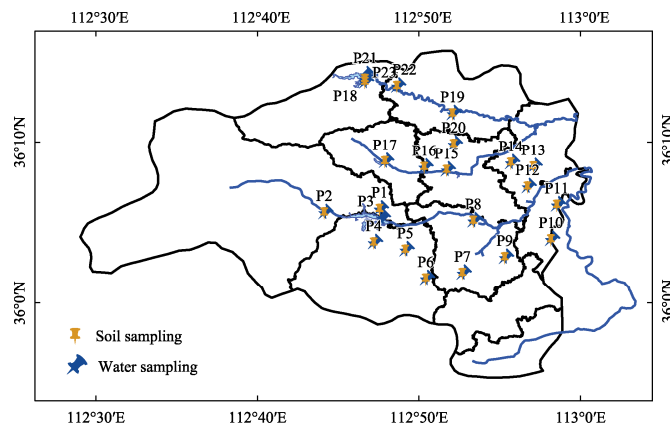 112°30′E 112°40′E 112°50′E 113°0′E
P21
P23 P22
P18 P19
P20
36°10′N 36°10′
P17 P16 P15 P14 P13
P12
P2 P3 P1 P11
P8
P4 P5 P10
P9
P6 P7
36°0′N 36°0′
Soil sampling
Water sampling
112°30′E 112°40′E 112°50′E 113°0′E